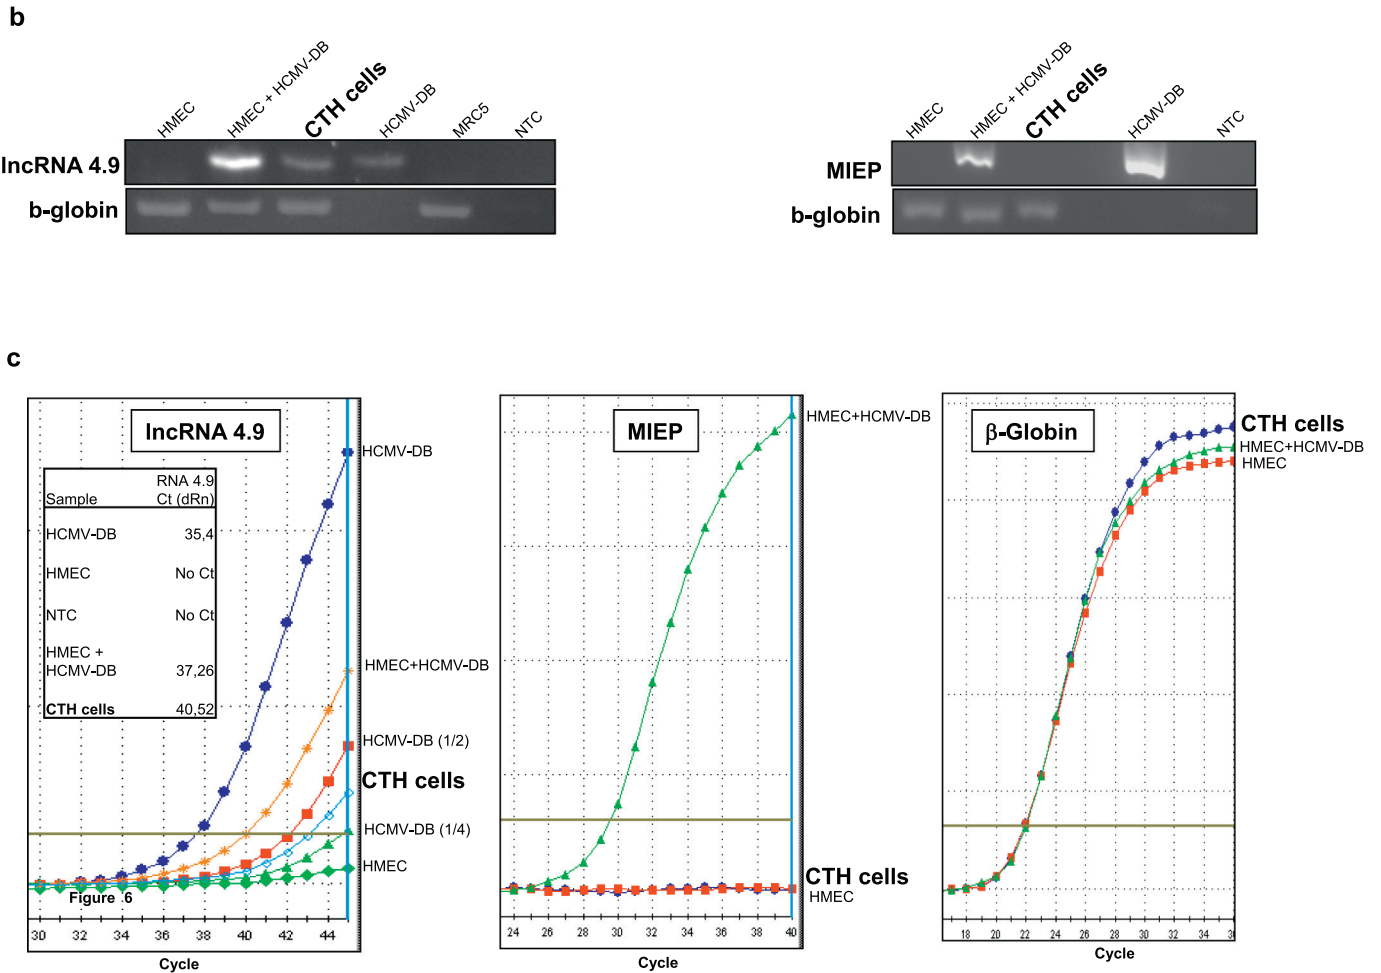 b
HMEC
HMEC + HCMV-DB
CTH cells
HCMV-DB
MRC5
NTC
lncRNA 4.9
b-globin
HMEC
HMEC + HCMV-DB
CTH cells
HCMV-DB
NTC
MIEP
b-globin
c
lncRNA 4.9
RNA 4.9
Sample Ct (dRn)
HCMV-DB 35,4
HMEC No Ct
NTC No Ct
HMEC +
HCMV-DB 37,26
CTH cells 40,52
HCMV-DB
HMEC+HCMV-DB
HCMV-DB (1/2)
CTH cells
HCMV-DB (1/4)
HMEC
Figure 6
30 32 34 36 38 40 42 44
Cycle
MIEP
HMEC+HCMV-DB
CTH cells
HMEC
24 26 28 30 32 34 36 38 40
Cycle
β-Globin
CTH cells
HMEC+HCMV-DB
HMEC
18 20 22 24 26 28 30 32 34 36
Cycle